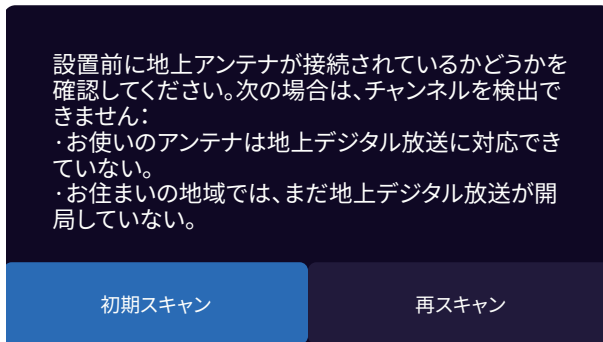 設置前に地上アンテナが接続されているかどうかを
確認してください。次の場合は、チャンネルを検出で
きません：
·お使いのアンテナは地上デジタル放送に対応でき
ていない。
·お住まいの地域では、まだ地上デジタル放送が開
局していない。
初期スキャン
再スキャン